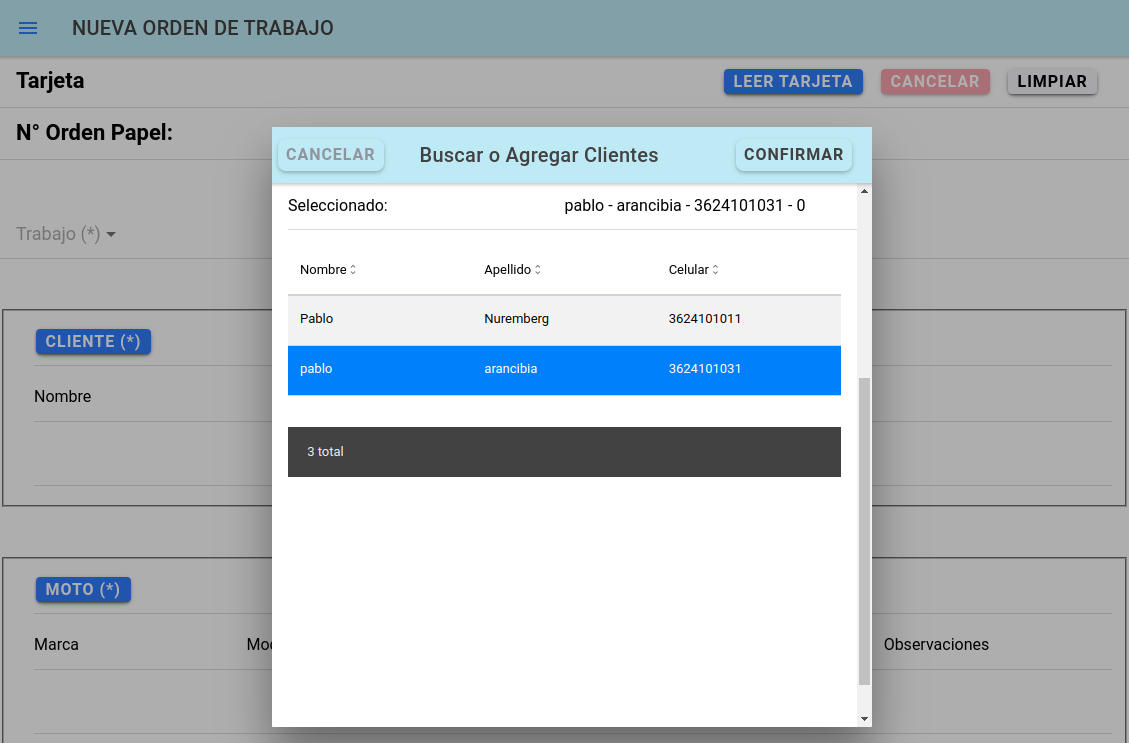 NUEVA ORDEN DE TRABAJO
Tarjeta
LEER TARJETA
CANCELAR
LIMPIAR
N° Orden Papel:
CANCELAR
Buscar o Agregar Clientes
CONFIRMAR
Seleccionado:
pablo - arancibia - 3624101031 - 0
Trabajo (*)
Nombre
Apellido
Celular
Pablo
Nuremberg
3624101011
pablo
arancibia
3624101031
3 total
CLIENTE (*)
Nombre
MOTO (*)
Marca
Observaciones